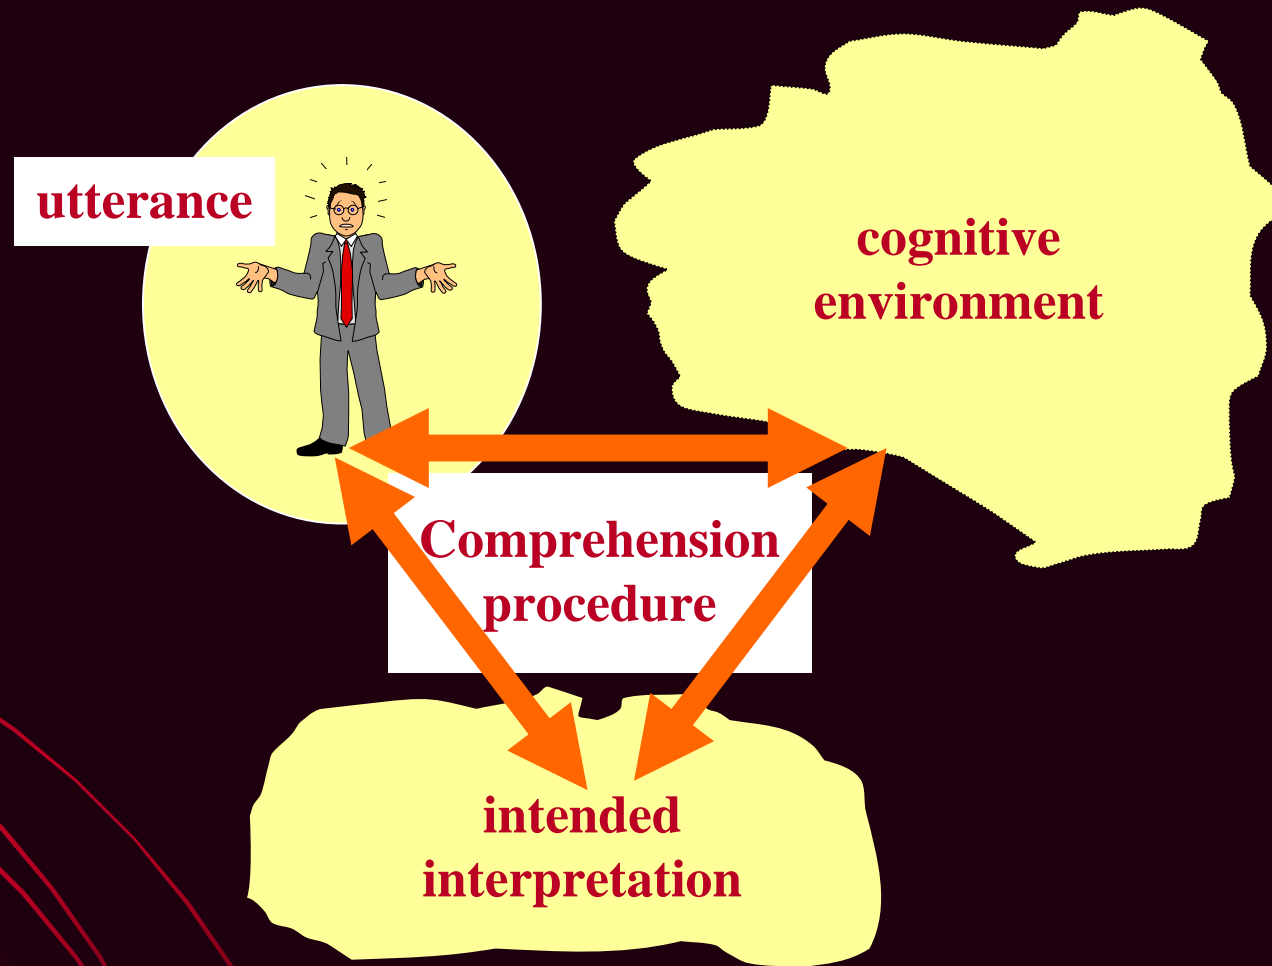 utterance
cognitive
environment
Comprehension
procedure
intended
interpretation